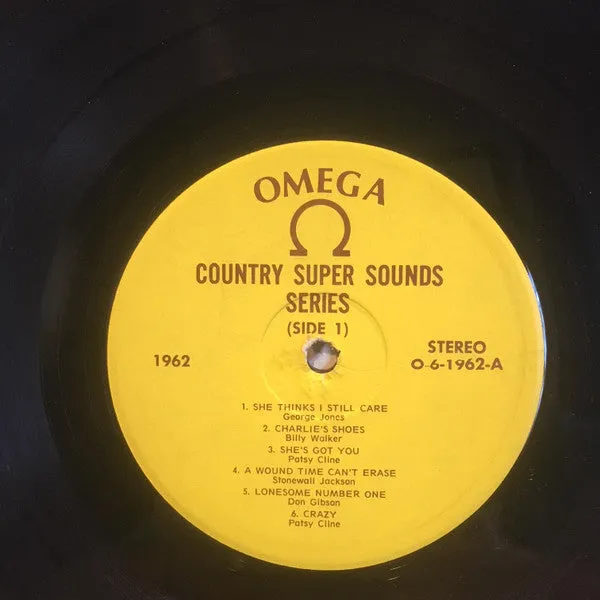 OMEGA
Ω
COUNTRY SUPER SOUNDS
SERIES
(SIDE 1)
1962
STEREO
O-6-1962-A
1. SHE THINKS I STILL CARE
George Jones
2. CHARLIE'S SHOES
Billy Walker
3. SHE'S GOT YOU
Patsy Cline
4. A WOUND TIME CAN'T ERASE
Stonewall Jackson
5. LONESOME NUMBER ONE
Don Gibson
6. CRAZY
Patsy Cline